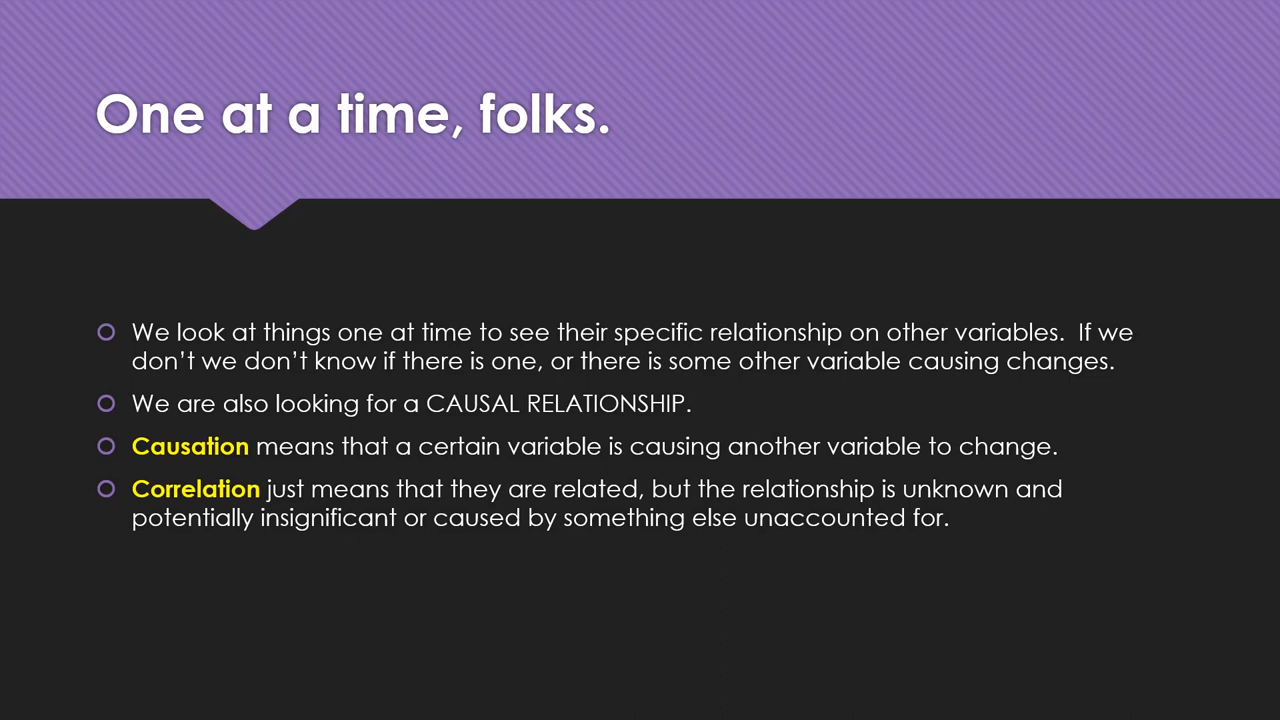 One at a time, folks.
We look at things one at time to see their specific relationship on other variables.  If we
don’t we don’t know if there is one, or there is some other variable causing changes.
We are also looking for a CAUSAL RELATIONSHIP.
Causation means that a certain variable is causing another variable to change.
Correlation just means that they are related, but the relationship is unknown and
potentially insignificant or caused by something else unaccounted for.